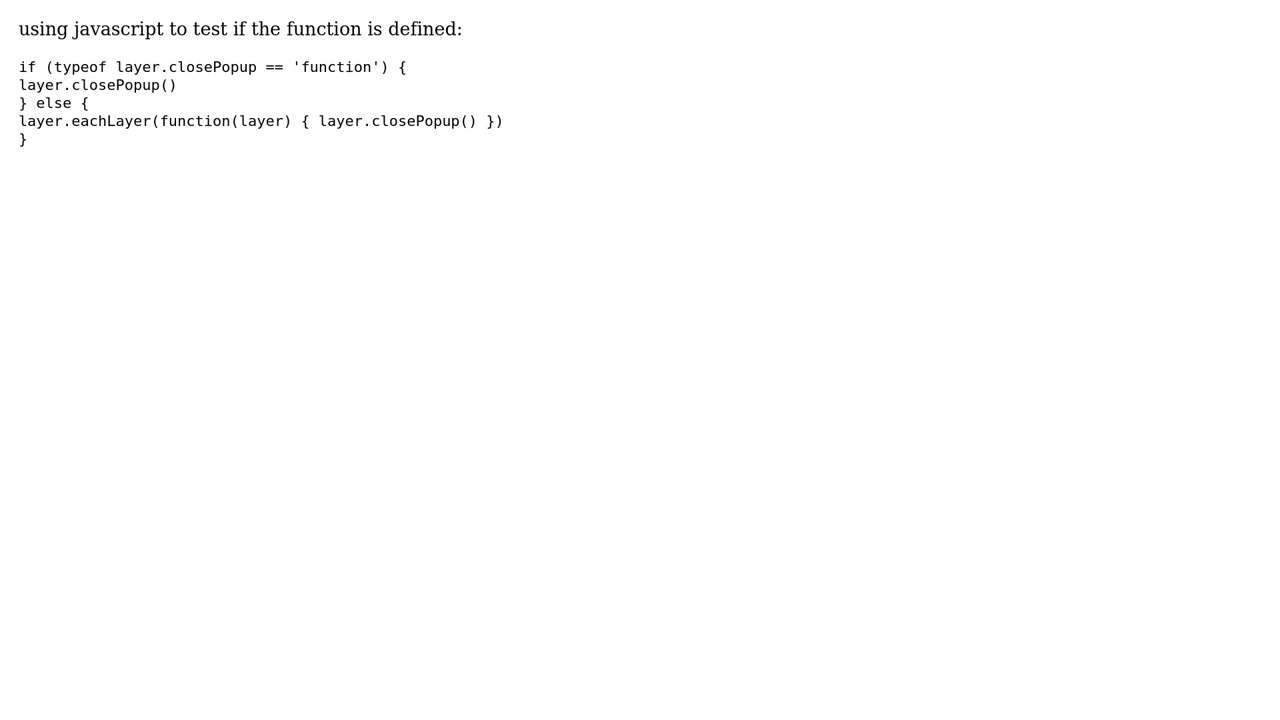 using javascript to test if the function is defined:
if (typeof layer.closePopup == 'function') {
layer.closePopup()
} else {
layer.eachLayer(function(layer) { layer.closePopup() })
}